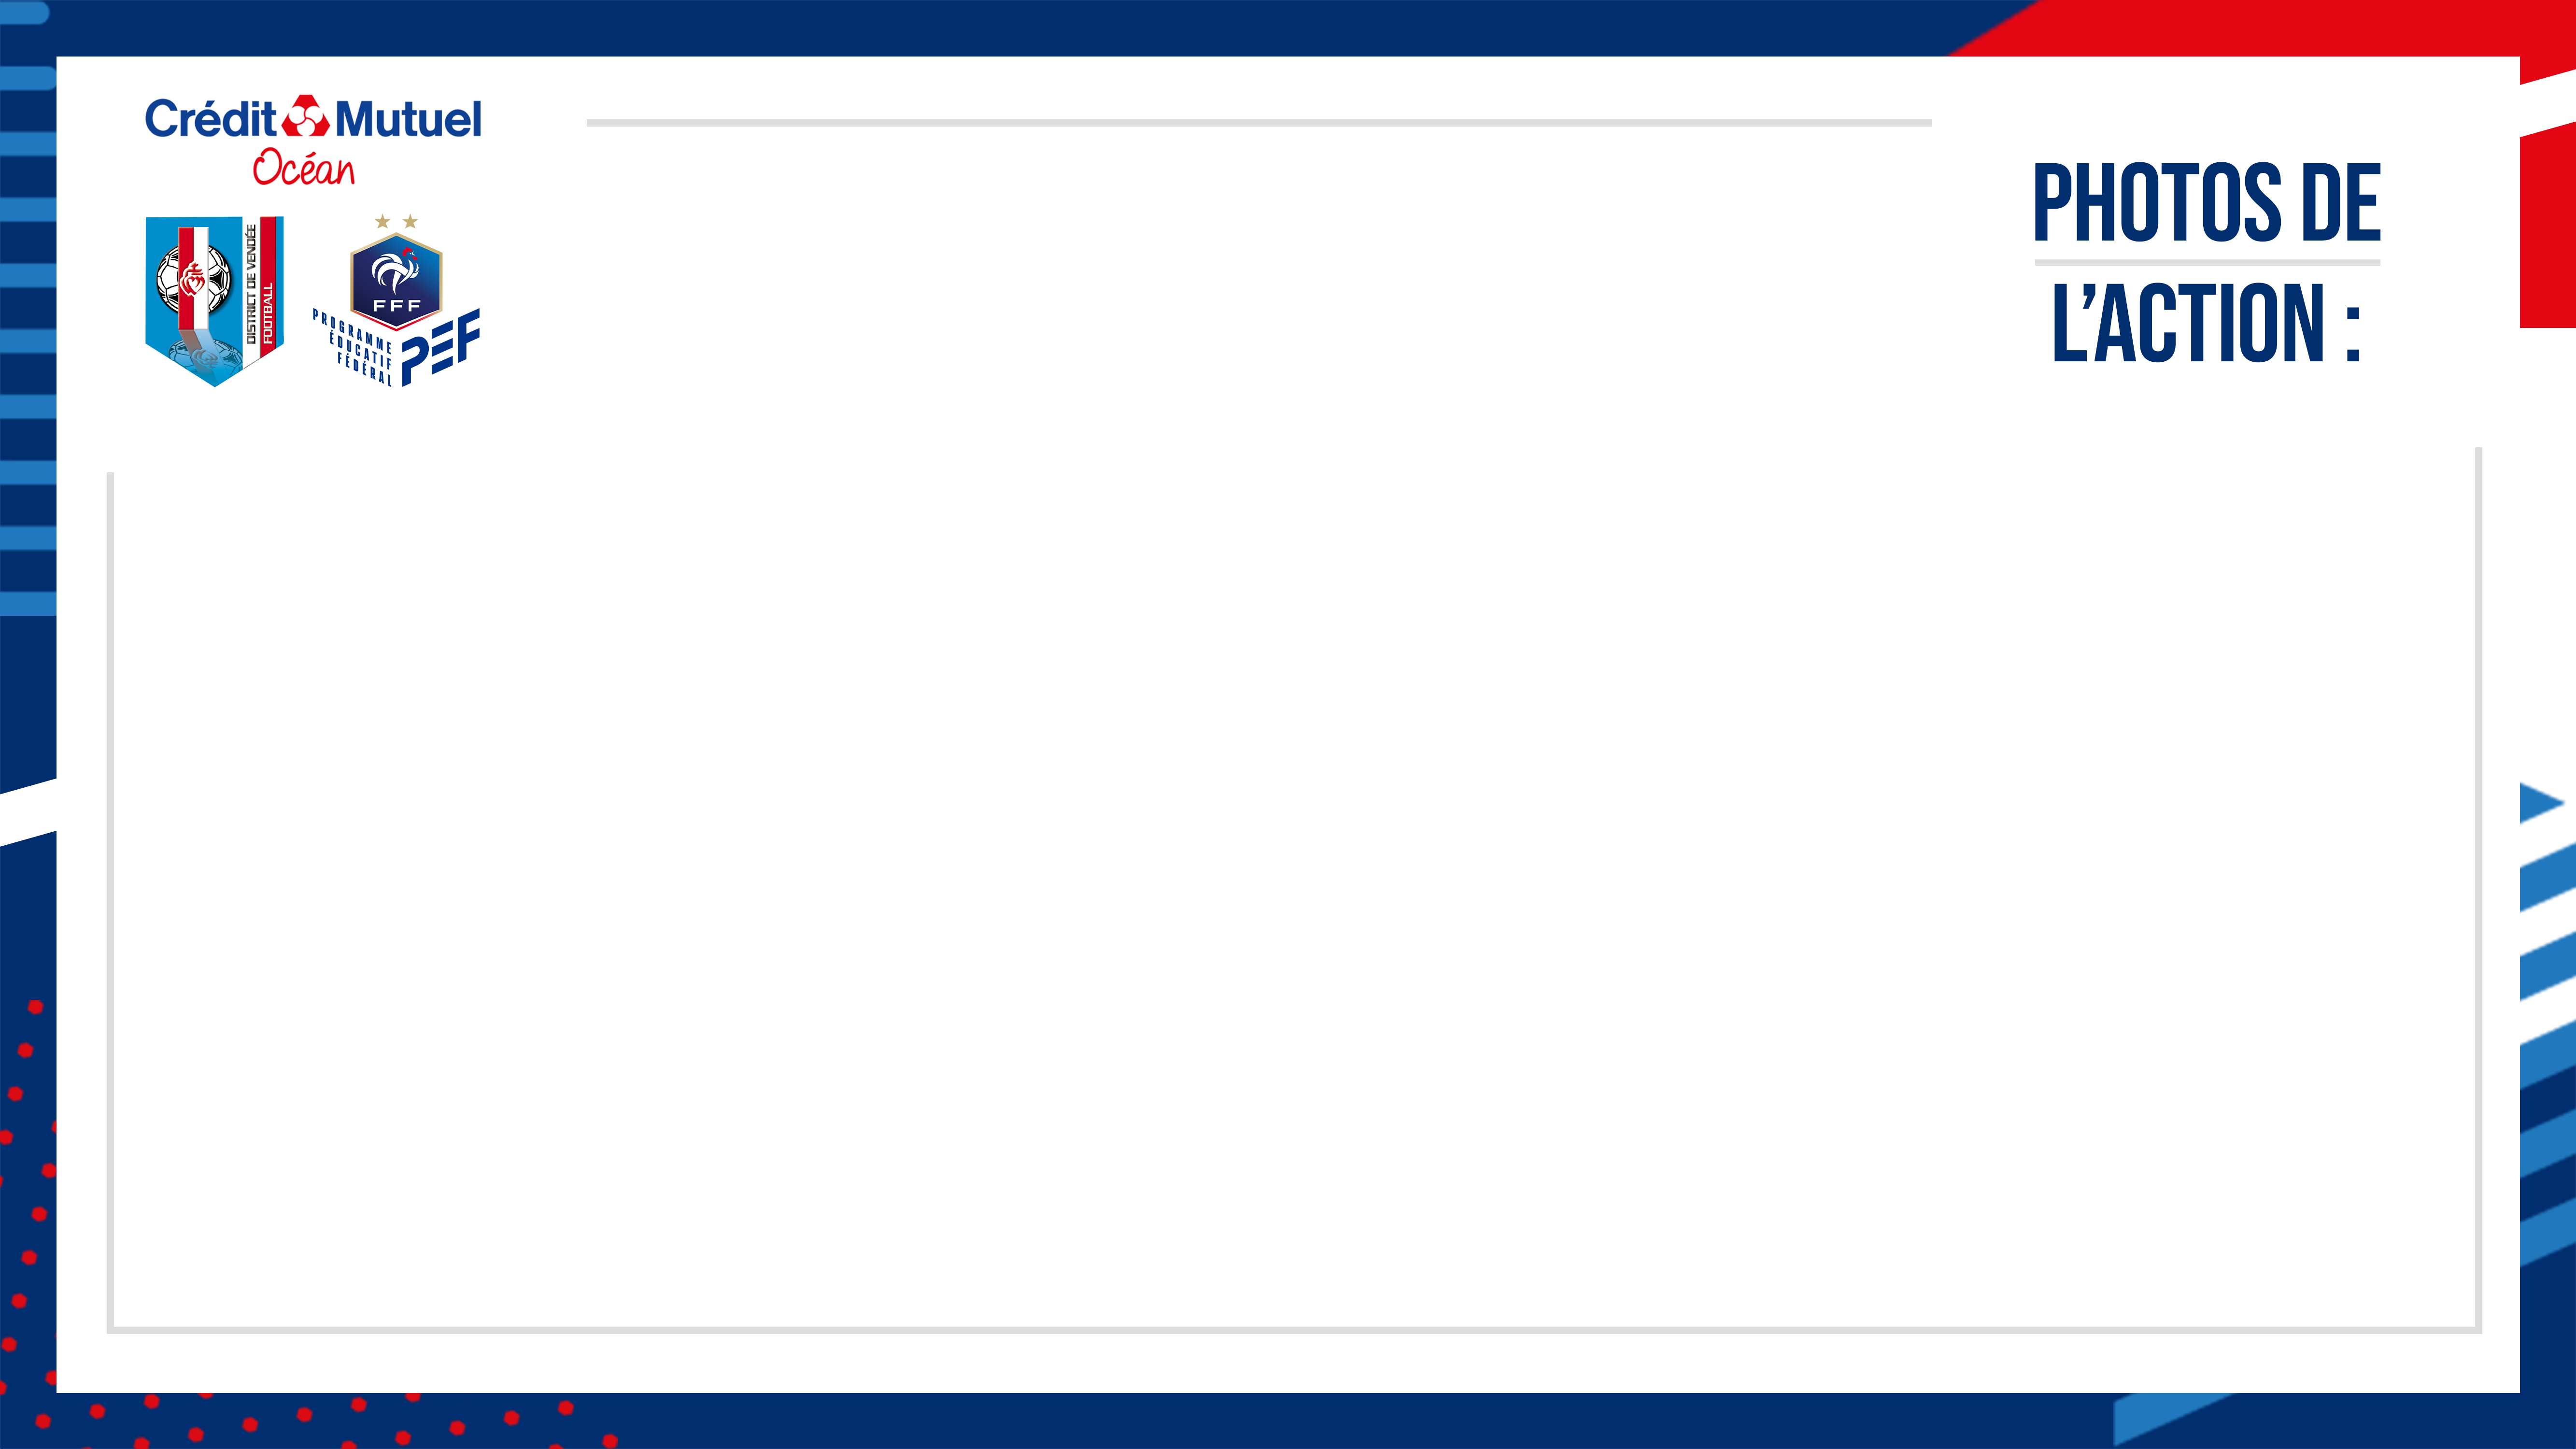 Crédit Mutuel
Océan
DISTRICT DE VENDÉE
FOOTBALL
FFF
PROGRAMME
ÉDUCATIF
FÉDÉRAL
PEF
PHOTOS DE
L’ACTION :